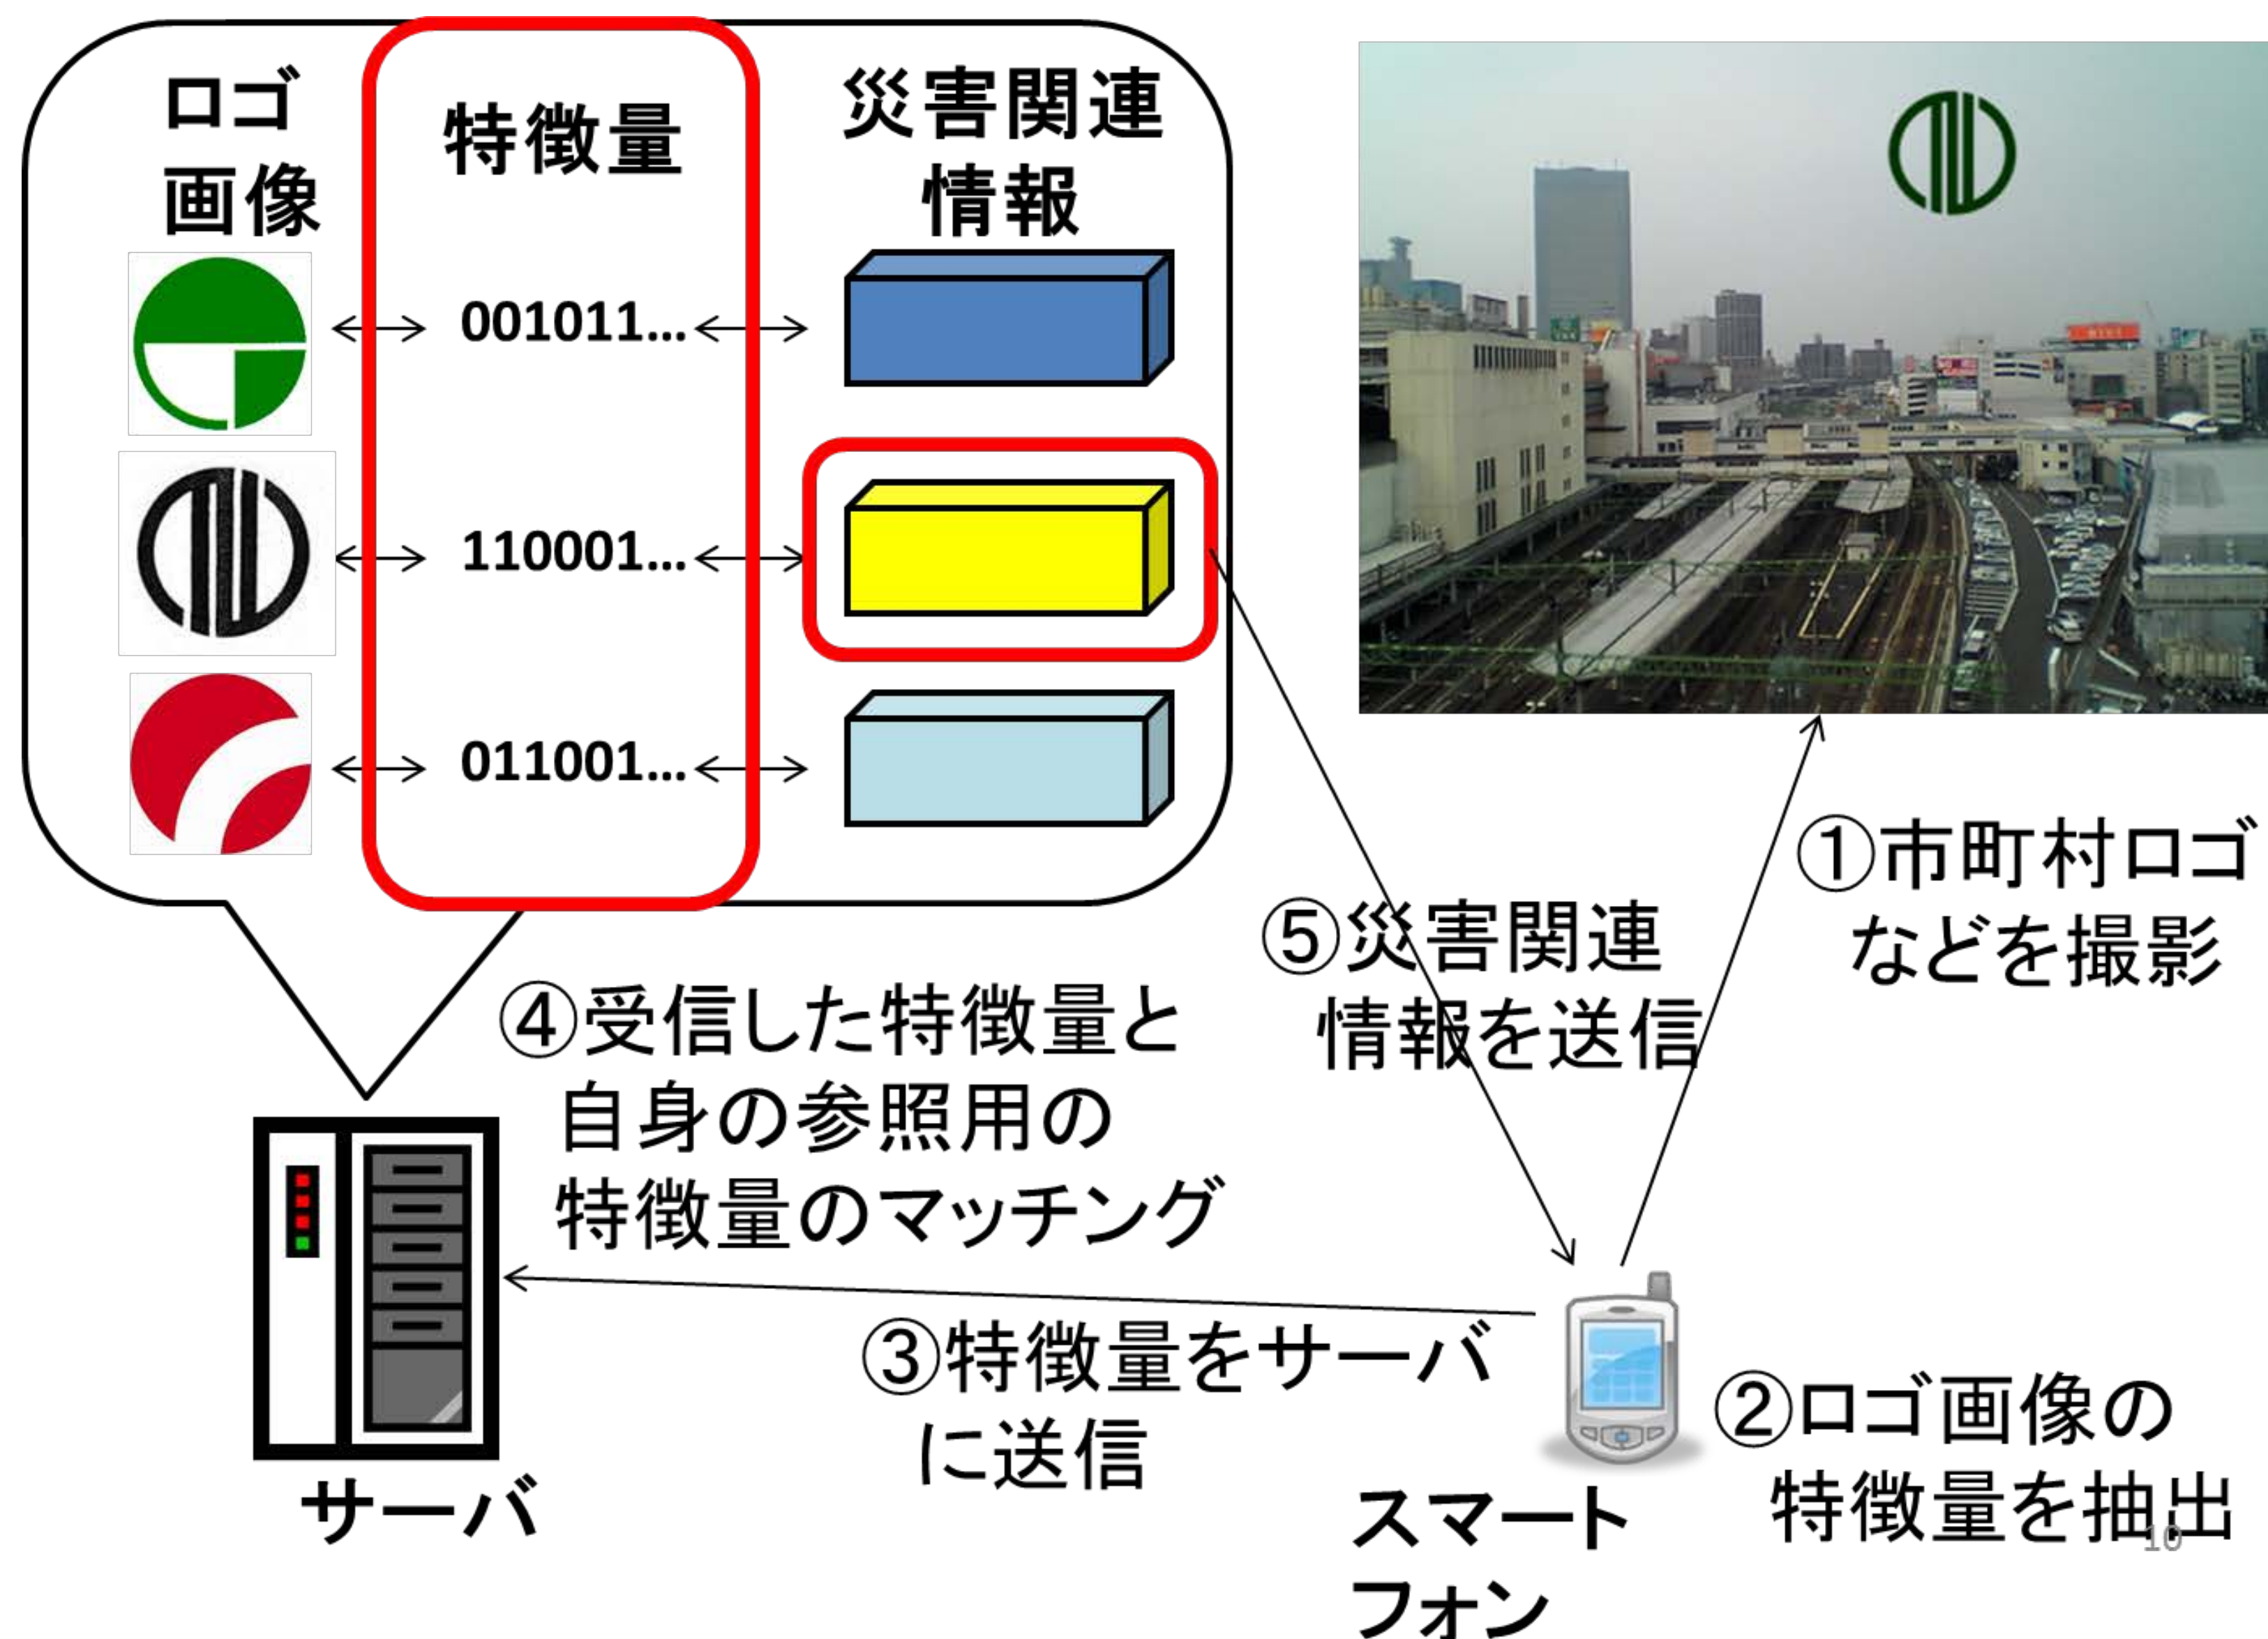 ロゴ
画像
特徴量
災害関連
情報
001011...
110001...
011001...
①市町村ロゴ
などを撮影
⑤災害関連
情報を送信
④受信した特徴量と
自身の参照用の
特徴量のマッチング
③特徴量をサーバ
に送信
②ロゴ画像の
特徴量を抽出
サーバ
スマート
フォン
10